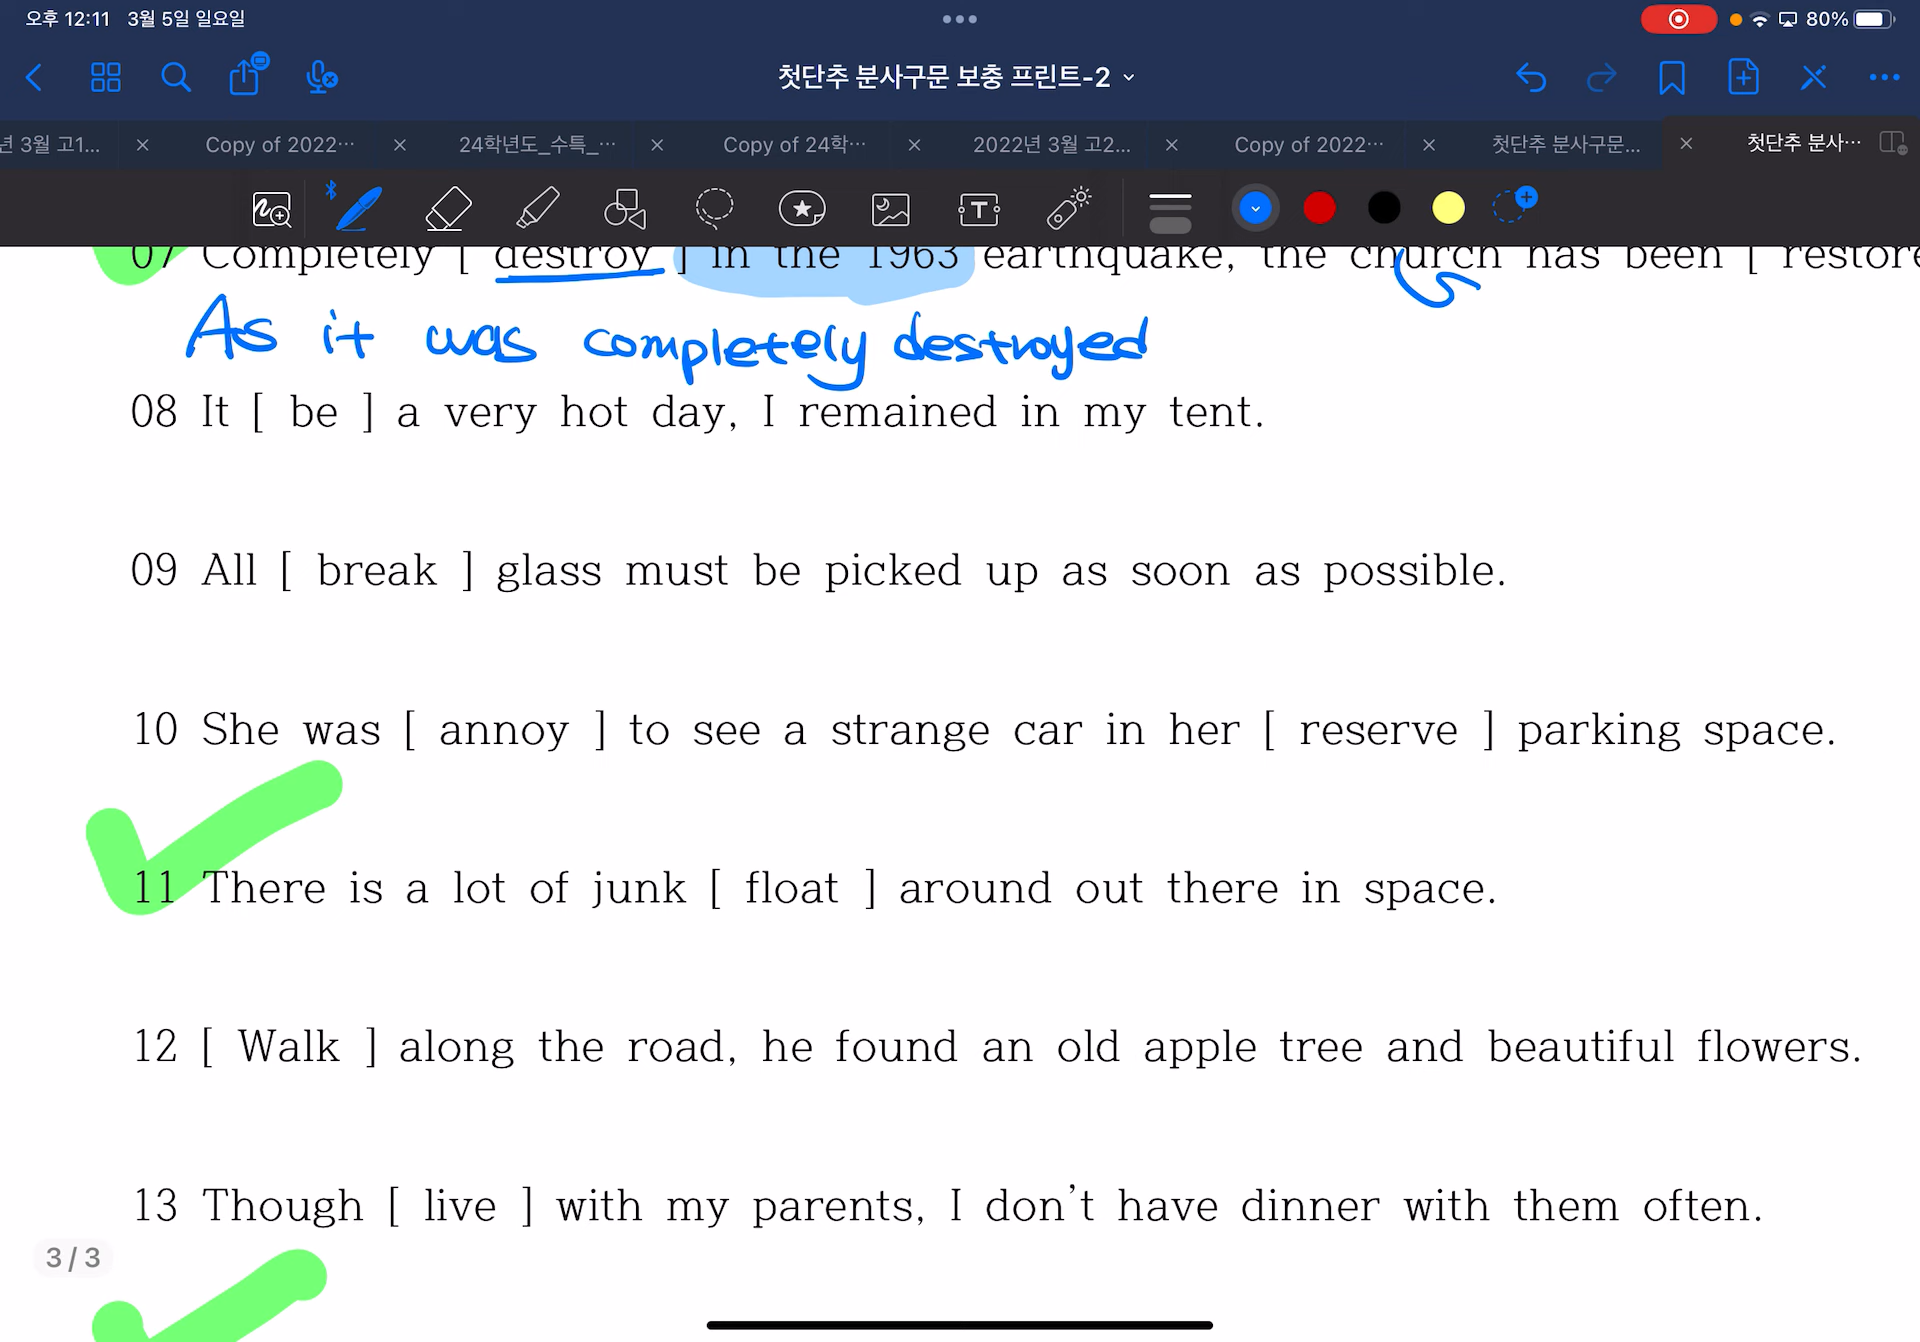 오후 12:11 3월 5일 일요일
80%
첫단추 분사구문 보충 프린트-2
년 3월 고1... Copy of 2022… 24학년도_수특_… Copy of 24학… 2022년 3월 고2... Copy of 2022… 첫단추 분사구문... 첫단추 분사…
07 Completely [ destroy ] in the 1963 earthquake, the church has been [ restore
As it was completely destroyed
08 It [ be ] a very hot day, I remained in my tent.
09 All [ break ] glass must be picked up as soon as possible.
10 She was [ annoy ] to see a strange car in her [ reserve ] parking space.
11 There is a lot of junk [ float ] around out there in space.
12 [ Walk ] along the road, he found an old apple tree and beautiful flowers.
13 Though [ live ] with my parents, I don't have dinner with them often.
3 / 3